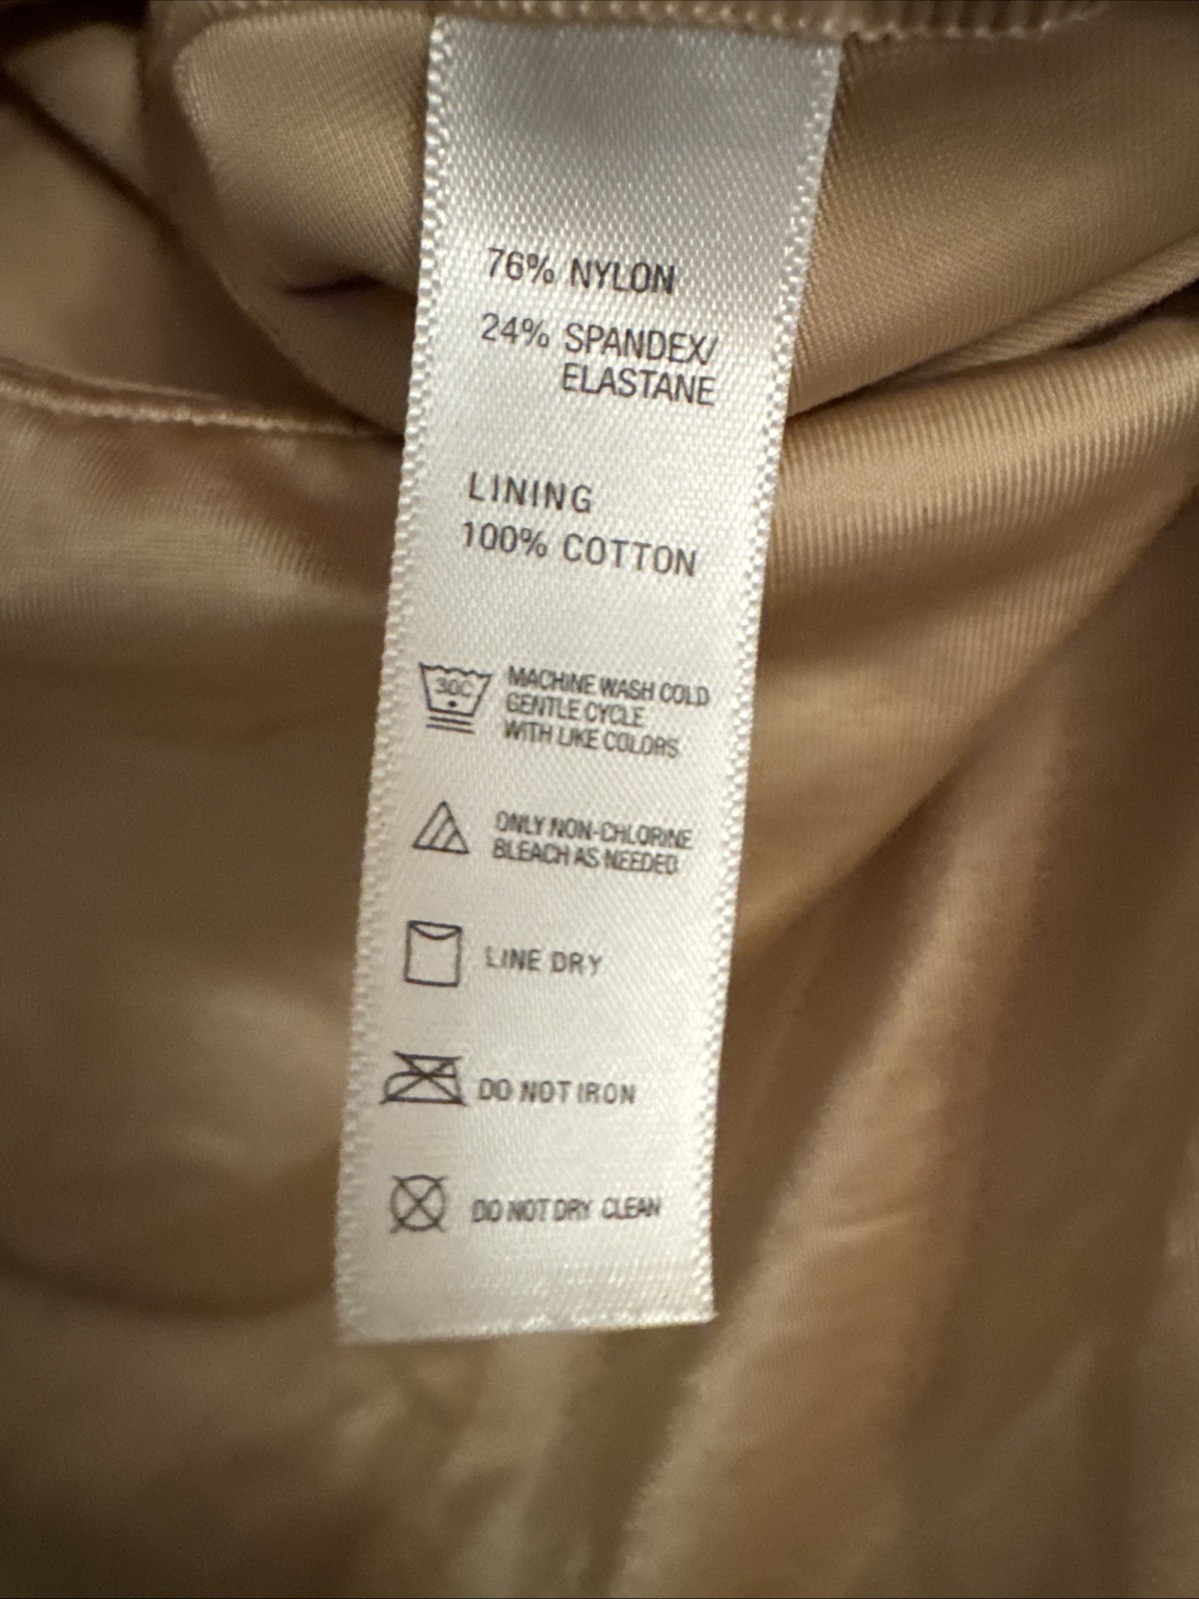 76% NYLON
24% SPANDEX/
ELASTANE
LINING
100% COTTON
30C
MACHINE WASH COLD
GENTLE CYCLE
WITH LIKE COLORS
ONLY NON-CHLORINE
BLEACH AS NEEDED
LINE DRY
DO NOT IRON
DO NOT DRY CLEAN